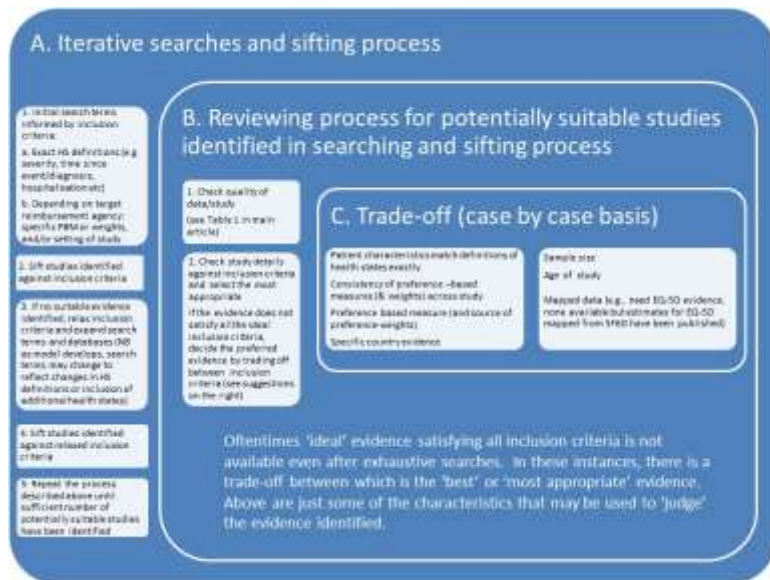 A. Iterative searches and sifting process
1. Initial search terms
informed by inclusion
criteria:
a. Exact HS definitions (e.g
severity, time since
event/diagnosis,
hospitalisation etc)
b. Depending on target
reimbursement agency:
specific PBM or weights,
and/or setting of study
2. Sift studies identified
against inclusion criteria
3. If no suitable evidence
identified, relax inclusion
criteria and expand search
terms and databases (NB
as model develops, search
terms may change to
reflect changes in HS
definitions or inclusion of
additional health states)
4. Sift studies identified
against relaxed inclusion
criteria
5. Repeat the process
described above until
sufficient number of
potentially suitable studies
have been identified
B. Reviewing process for potentially suitable studies
identified in searching and sifting process
1. Check quality of
data/study
(see Table 1 in main
article)
2. Check study details
against inclusion criteria
and select the most
appropriate
If the evidence does not
satisfy all the ideal
inclusion criteria,
decide the preferred
evidence by trading off
between inclusion
criteria (see suggestions
on the right)
C. Trade-off (case by case basis)
Patient characteristics match definitions of
health states exactly
Consistency of preference –based
measures (& weights) across study
Preference based measure (and source of
preference-weights)
Specific country evidence
Sample size
Age of study
Mapped data (e.g., need EQ-5D evidence,
none available but estimates for EQ-5D
mapped from SF6D have been published)
Oftentimes 'ideal' evidence satisfying all inclusion criteria is not
available even after exhaustive searches. In these instances, there is a
trade-off between which is the 'best' or 'most appropriate' evidence.
Above are just some of the characteristics that may be used to 'judge'
the evidence identified.